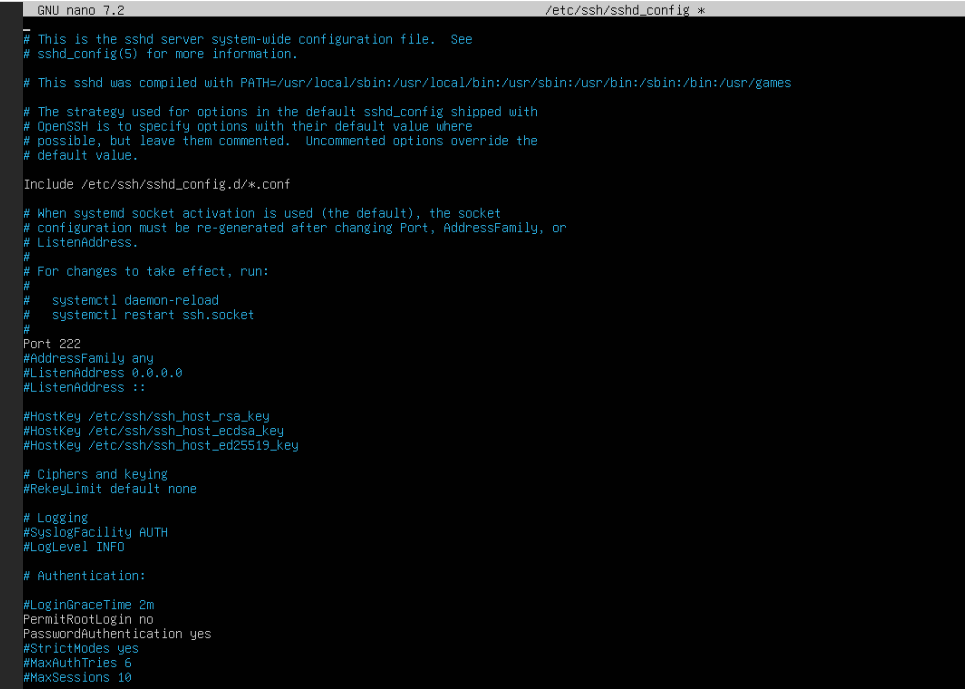 GNU nano 7.2 /etc/ssh/sshd_config *
# This is the sshd server system-wide configuration file.  See
# sshd_config(5) for more information.
# This sshd was compiled with PATH=/usr/local/sbin:/usr/local/bin:/usr/sbin:/usr/bin:/sbin:/bin:/usr/games
# The strategy used for options in the default sshd_config shipped with
# OpenSSH is to specify options with their default value where
# possible, but leave them commented.  Uncommented options override the
# default value.
Include /etc/ssh/sshd_config.d/*.conf
# When systemd socket activation is used (the default), the socket
# configuration must be re-generated after changing Port, AddressFamily, or
# ListenAddress.
#
# For changes to take effect, run:
#
#   systemctl daemon-reload
#   systemctl restart ssh.socket
#
Port 222
#AddressFamily any
#ListenAddress 0.0.0.0
#ListenAddress ::
#HostKey /etc/ssh/ssh_host_rsa_key
#HostKey /etc/ssh/ssh_host_ecdsa_key
#HostKey /etc/ssh/ssh_host_ed25519_key
# Ciphers and keying
#RekeyLimit default none
# Logging
#SyslogFacility AUTH
#LogLevel INFO
# Authentication:
#LoginGraceTime 2m
PermitRootLogin no
PasswordAuthentication yes
#StrictModes yes
#MaxAuthTries 6
#MaxSessions 10